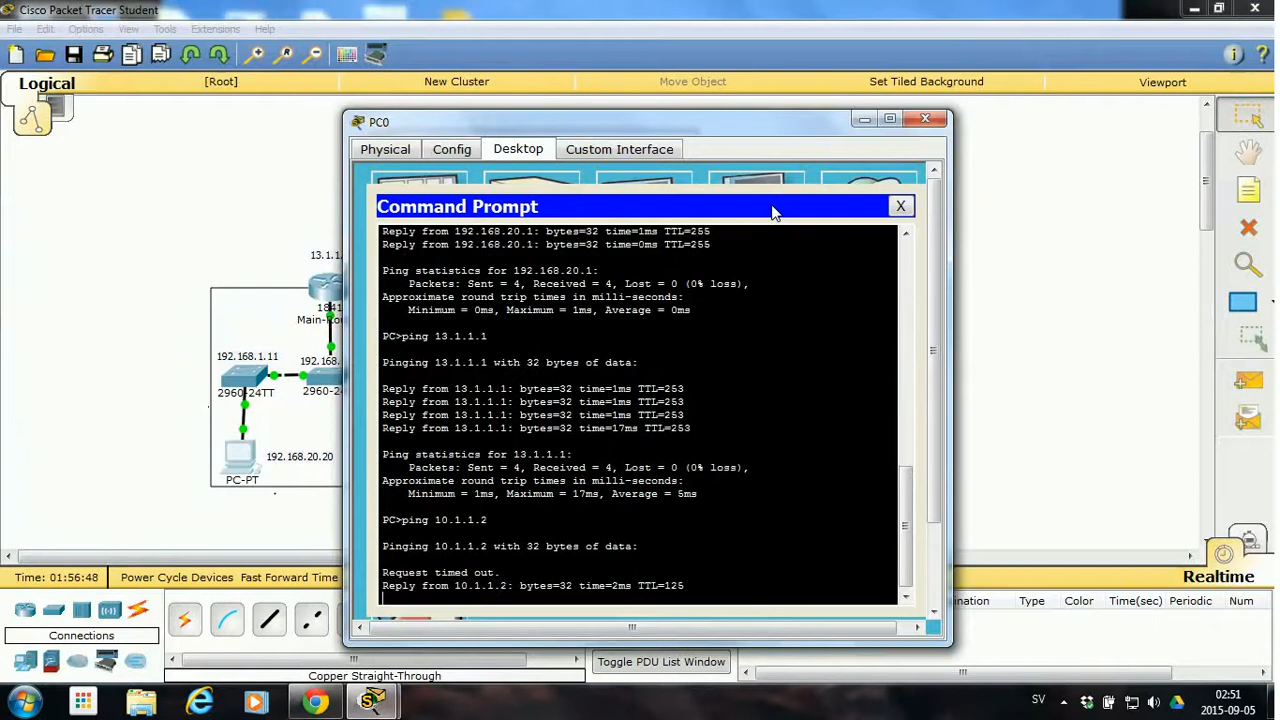 Cisco Packet Tracer Student
File Edit Options View Tools Extensions Help
Logical
[Root]
New Cluster
Move Object
Set Tiled Background
Viewport
PC0
Physical
Config
Desktop
Custom Interface
Command Prompt
X
Reply from 192.168.20.1: bytes=32 time=1ms TTL=255
Reply from 192.168.20.1: bytes=32 time=0ms TTL=255
Ping statistics for 192.168.20.1:
Packets: Sent = 4, Received = 4, Lost = 0 (0% loss),
Approximate round trip times in milli-seconds:
Minimum = 0ms, Maximum = 1ms, Average = 0ms
PC>ping 13.1.1.1
Pinging 13.1.1.1 with 32 bytes of data:
Reply from 13.1.1.1: bytes=32 time=1ms TTL=253
Reply from 13.1.1.1: bytes=32 time=1ms TTL=253
Reply from 13.1.1.1: bytes=32 time=1ms TTL=253
Reply from 13.1.1.1: bytes=32 time=17ms TTL=253
Ping statistics for 13.1.1.1:
Packets: Sent = 4, Received = 4, Lost = 0 (0% loss),
Approximate round trip times in milli-seconds:
Minimum = 1ms, Maximum = 17ms, Average = 5ms
PC>ping 10.1.1.2
Pinging 10.1.1.2 with 32 bytes of data:
Request timed out.
Reply from 10.1.1.2: bytes=32 time=2ms TTL=125
13.1.1
1841
Main-Ro
192.168.1.11
192.168.
2960-24TT
2960-2
192.168.20.20
PC-PT
Time: 01:56:48
Power Cycle Devices Fast Forward Time
Realtime
Connections
Copper Straight-Through
Toggle PDU List Window
ination
Type
Color
Time(sec)
Periodic
Num
SV
02:51
2015-09-05